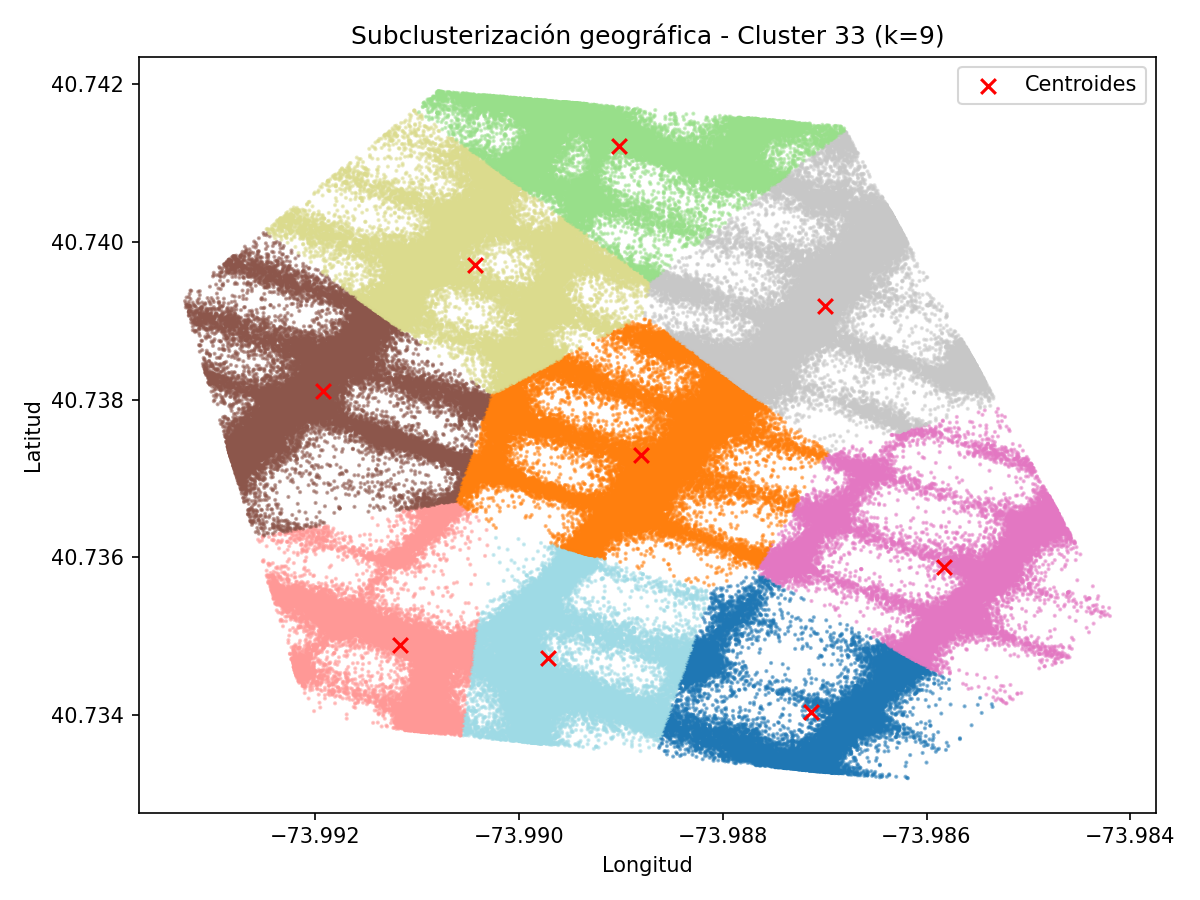 Subclusterización geográfica - Cluster 33 (k=9)
Centroides
40.742
40.740
40.738
40.736
40.734
Latitud
−73.992
−73.990
−73.988
−73.986
−73.984
Longitud